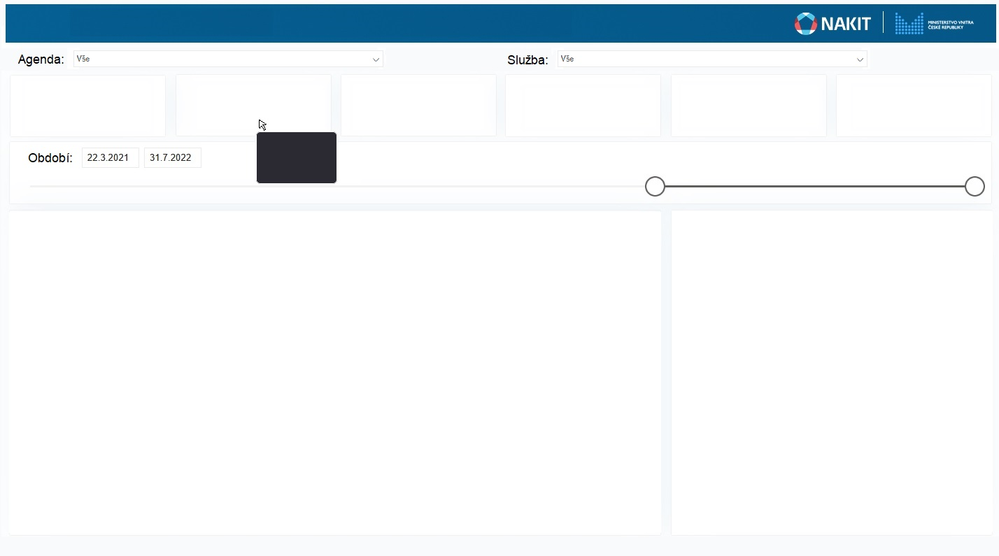 NAKIT
MINISTERSTVO VNITRA
ČESKÉ REPUBLIKY
Agenda: Vše
Služba: Vše
Období: 22.3.2021 31.7.2022